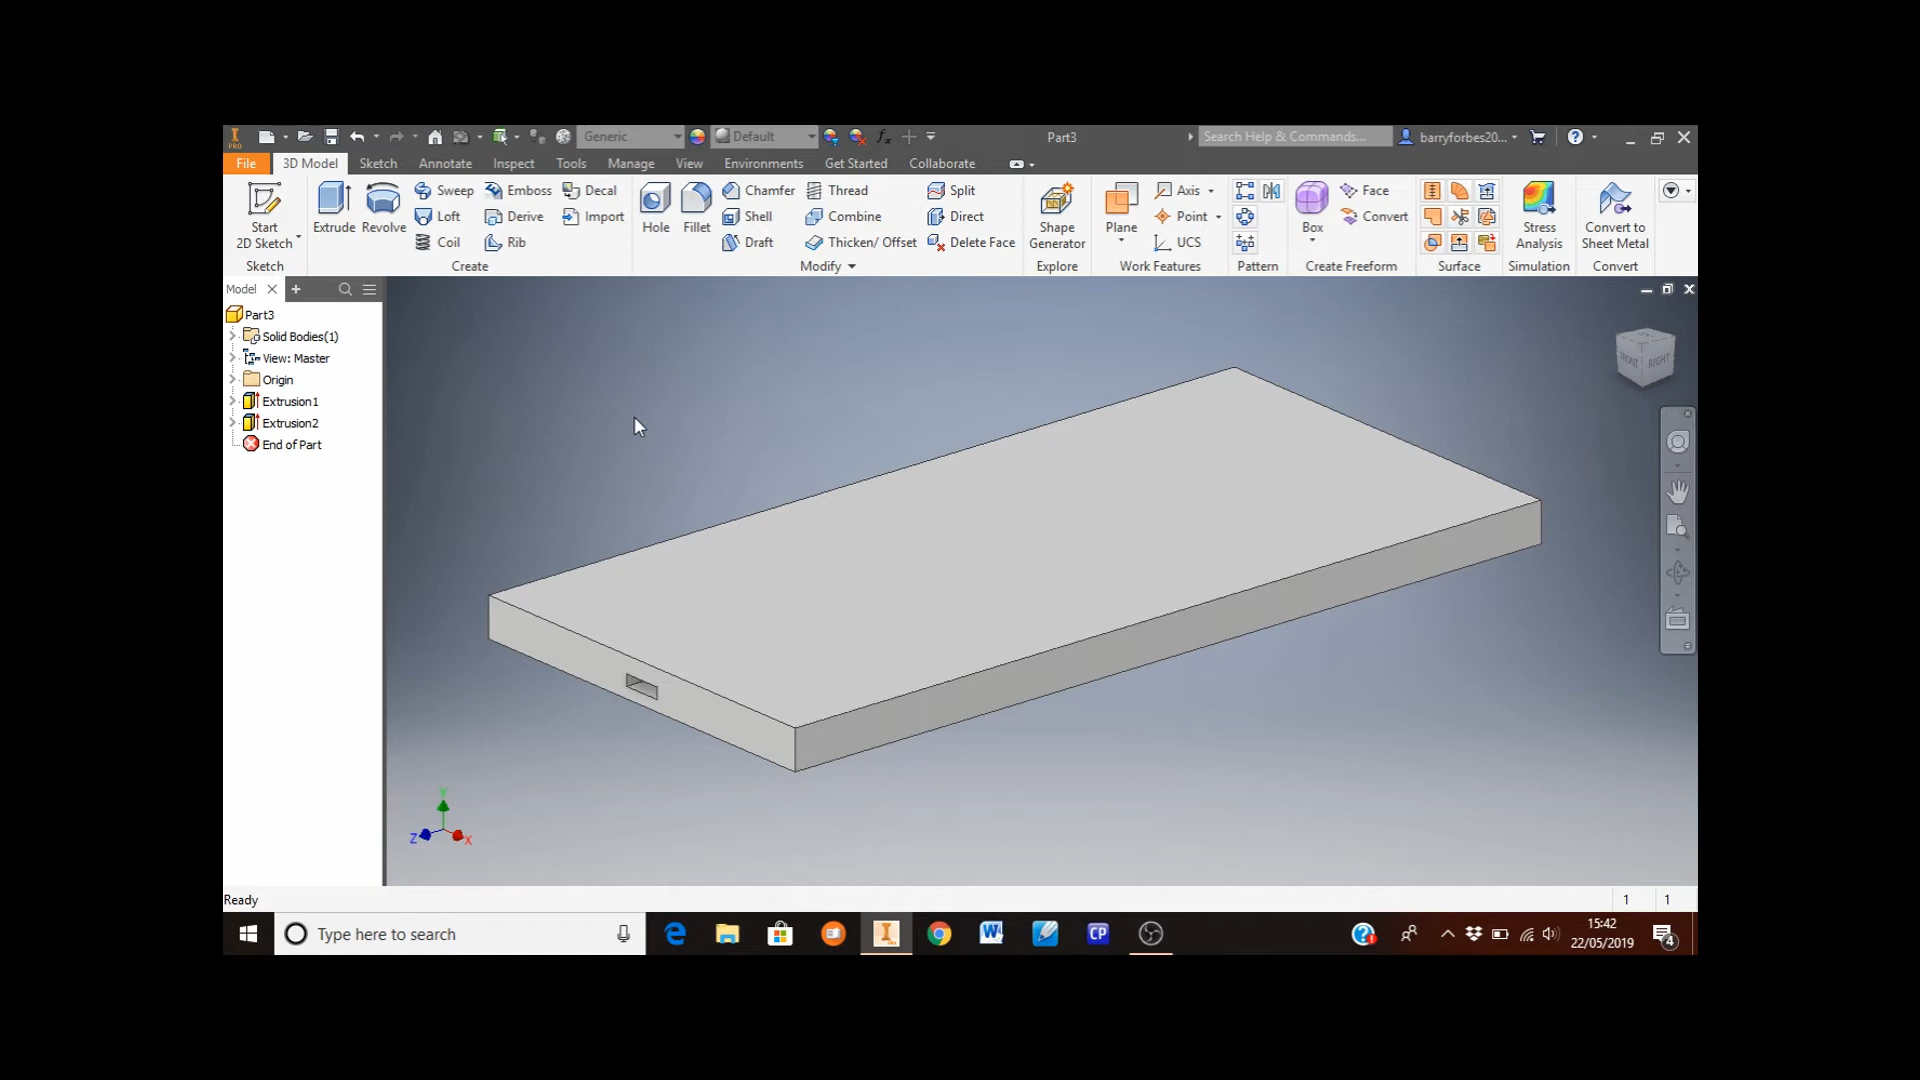 PRO Generic Default Part3 Search Help & Commands... barryforbes20...
File 3D Model Sketch Annotate Inspect Tools Manage View Environments Get Started Collaborate
Start
2D Sketch
Extrude
Revolve
Sweep
Emboss
Decal
Loft
Derive
Import
Coil
Rib
Hole
Fillet
Chamfer
Thread
Split
Shell
Combine
Direct
Draft
Thicken/ Offset
Delete Face
Shape
Generator
Plane
Axis
Point
UCS
Box
Face
Convert
Stress
Analysis
Convert to
Sheet Metal
Sketch Create Modify Explore Work Features Pattern Create Freeform Surface Simulation Convert
Model
Part3
Solid Bodies(1)
View: Master
Origin
Extrusion1
Extrusion2
End of Part
FRONT RIGHT
Y
Z
X
Ready 1 1
Type here to search
CP
15:42
22/05/2019
4